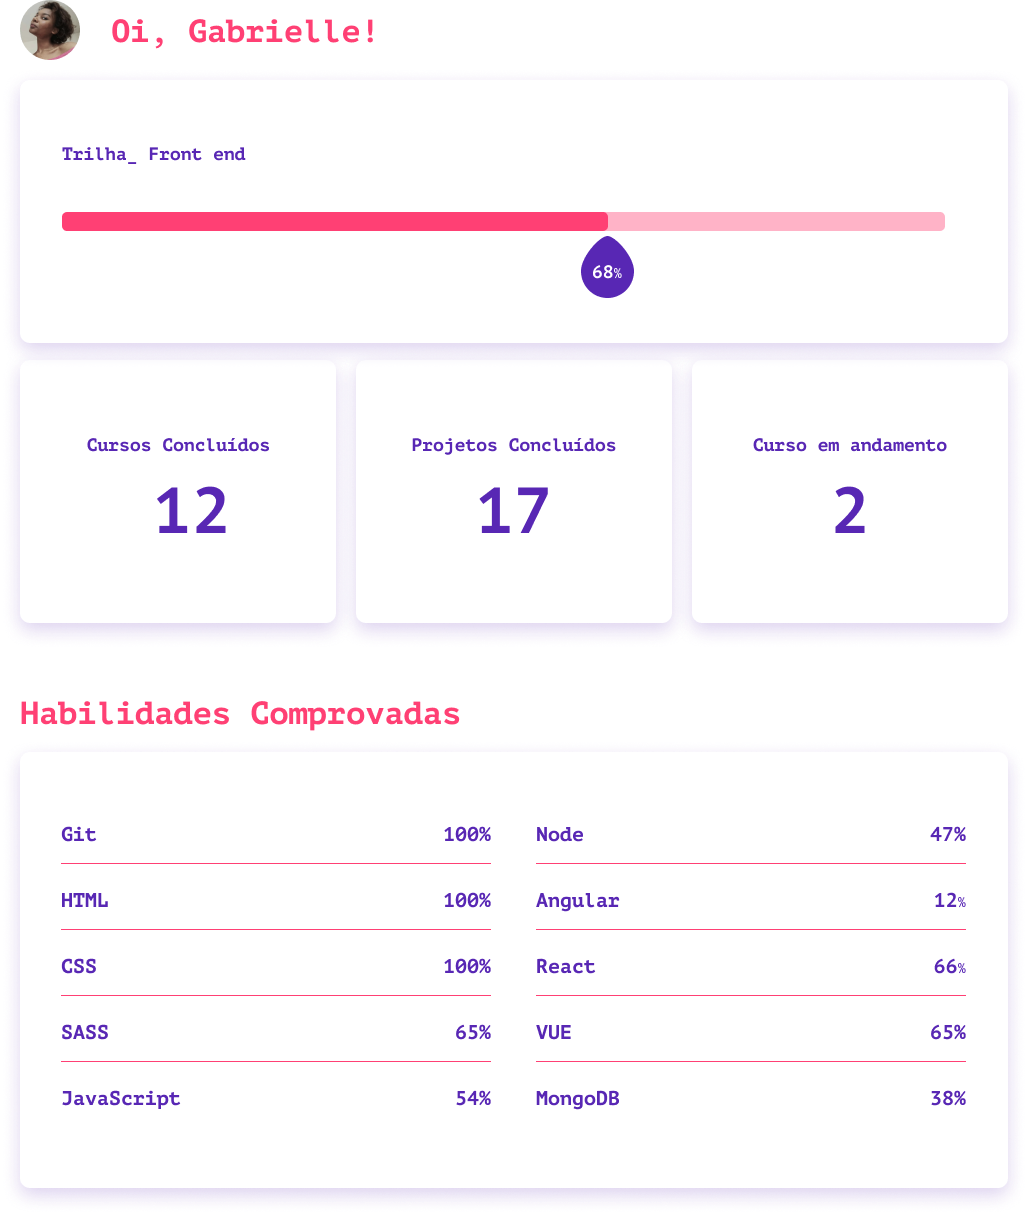 Oi, Gabrielle!
Trilha_ Front end
68%
Cursos Concluídos
12
Projetos Concluídos
17
Curso em andamento
2
Habilidades Comprovadas
Git 100%
HTML 100%
CSS 100%
SASS 65%
JavaScript 54%
Node 47%
Angular 12%
React 66%
VUE 65%
MongoDB 38%